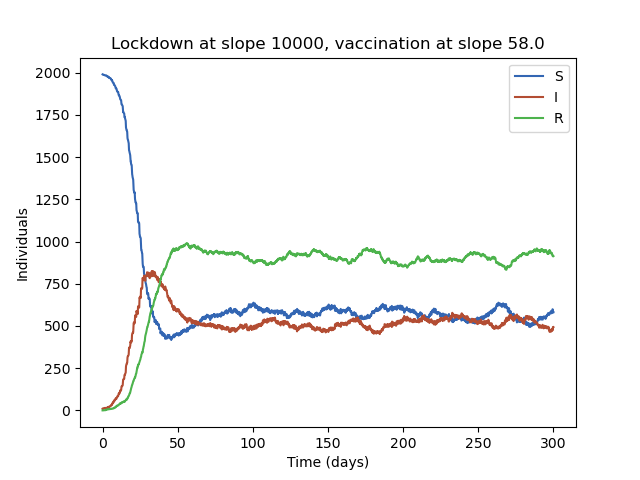 Lockdown at slope 10000, vaccination at slope 58.0
S
I
R
2000
1750
1500
1250
1000
750
500
250
0
Individuals
0 50 100 150 200 250 300
Time (days)